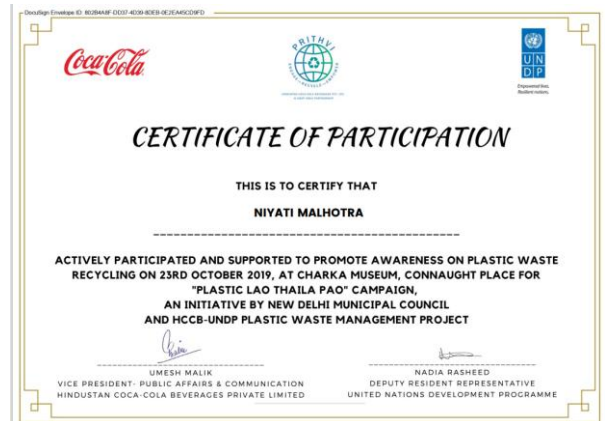 DocuSign Envelope ID: 802B4A8F-DD37-4D39-8DEB-0E2EA45CD9FD
Coca-Cola
PRITHVI
U N
D P
Empowered lives.
Resilient nations.
CERTIFICATE OF PARTICIPATION
THIS IS TO CERTIFY THAT
NIYATI MALHOTRA
ACTIVELY PARTICIPATED AND SUPPORTED TO PROMOTE AWARENESS ON PLASTIC WASTE
RECYCLING ON 23RD OCTOBER 2019, AT CHARKA MUSEUM, CONNAUGHT PLACE FOR
"PLASTIC LAO THAILA PAO" CAMPAIGN,
AN INITIATIVE BY NEW DELHI MUNICIPAL COUNCIL
AND HCCB-UNDP PLASTIC WASTE MANAGEMENT PROJECT
UMESH MALIK
VICE PRESIDENT- PUBLIC AFFAIRS & COMMUNICATION
HINDUSTAN COCA-COLA BEVERAGES PRIVATE LIMITED
NADIA RASHEED
DEPUTY RESIDENT REPRESENTATIVE
UNITED NATIONS DEVELOPMENT PROGRAMME